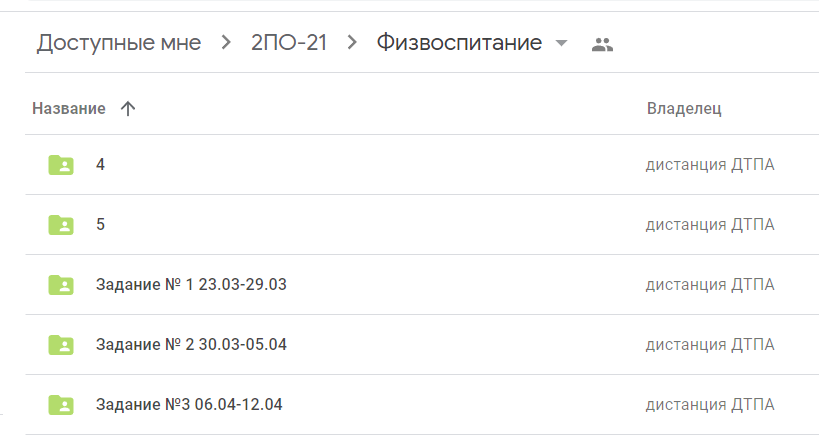 Доступные мне > 2ПО-21 > Физвоспитание
Название ↑ Владелец
4 дистанция ДТПА
5 дистанция ДТПА
Задание № 1 23.03-29.03 дистанция ДТПА
Задание № 2 30.03-05.04 дистанция ДТПА
Задание №3 06.04-12.04 дистанция ДТПА